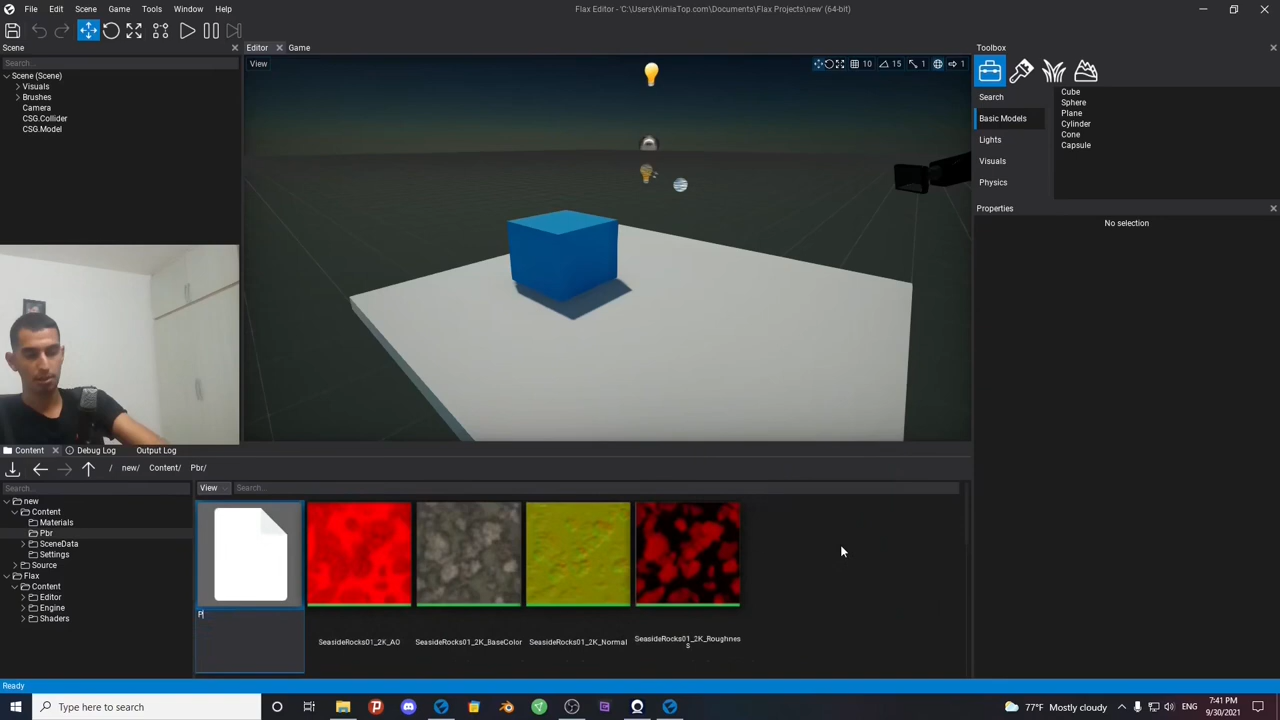 File Edit Scene Game Tools Window Help
Flax Editor - 'C:\Users\KimiaTop.com\Documents\Flax Projects\new' (64-bit)
Scene
Editor
Game
Toolbox
Search...
View
10
15
1
1
Scene (Scene)
Visuals
Brushes
Camera
CSG.Collider
CSG.Model
Search
Basic Models
Lights
Visuals
Physics
Cube
Sphere
Plane
Cylinder
Cone
Capsule
Properties
No selection
Content
Debug Log
Output Log
/ new/ Content/ Pbr/
Search...
View
Search...
new
Content
Materials
Pbr
SceneData
Settings
Source
Flax
Content
Editor
Engine
Shaders
P
SeasideRocks01_2K_AO
SeasideRocks01_2K_BaseColor
SeasideRocks01_2K_Normal
SeasideRocks01_2K_Roughnes
s
Ready
Type here to search
77°F Mostly cloudy
ENG
7:41 PM
9/30/2021